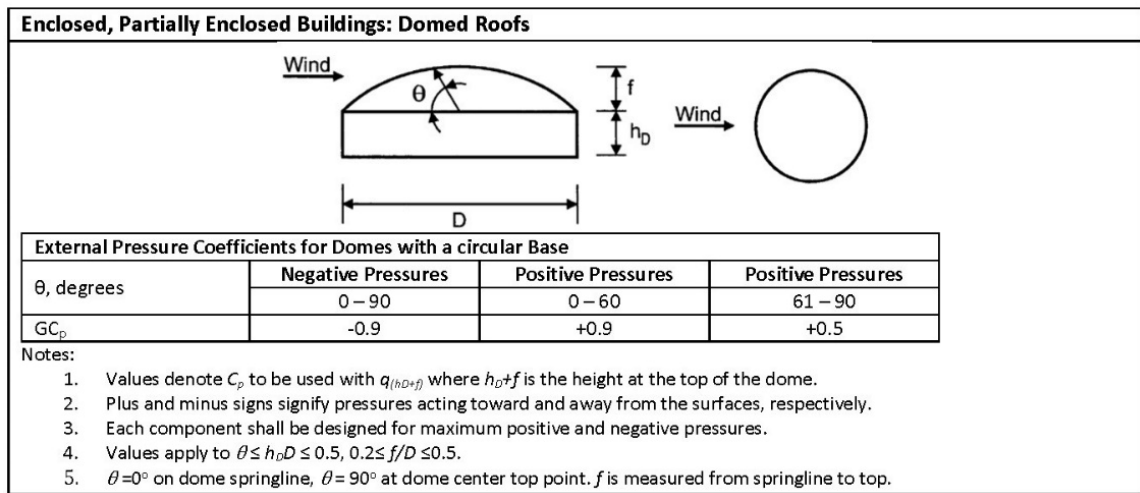 Enclosed, Partially Enclosed Buildings: Domed Roofs
Wind
θ
f
h_D
Wind
D
External Pressure Coefficients for Domes with a circular Base
θ, degrees
Negative Pressures
Positive Pressures
Positive Pressures
0 – 90
0 – 60
61 – 90
GC_p
-0.9
+0.9
+0.5
Notes:
1. Values denote C_p to be used with q_(hD+f) where h_D+f is the height at the top of the dome.
2. Plus and minus signs signify pressures acting toward and away from the surfaces, respectively.
3. Each component shall be designed for maximum positive and negative pressures.
4. Values apply to θ≤ h_DD ≤ 0.5, 0.2≤ f/D ≤0.5.
5. θ=0° on dome springline, θ= 90° at dome center top point. f is measured from springline to top.